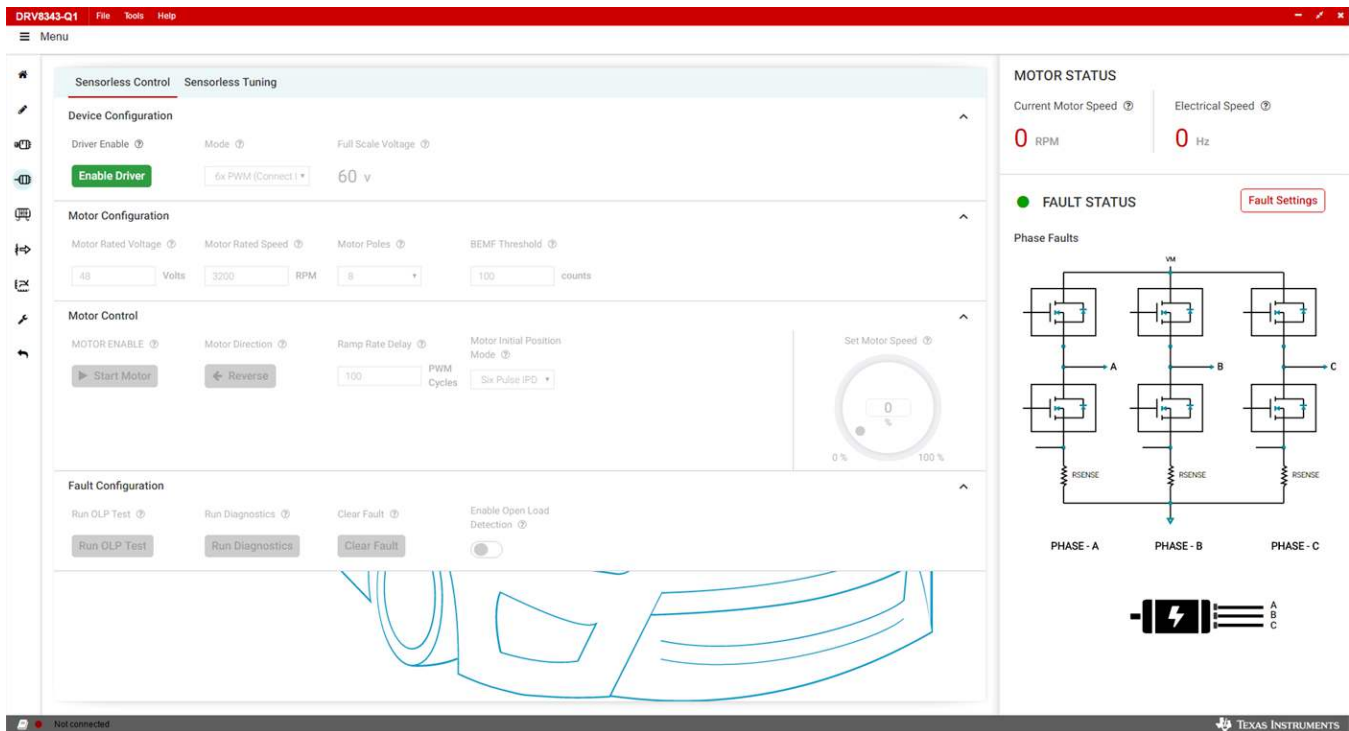 DRV8343-Q1 File Tools Help
Menu
Sensorless Control Sensorless Tuning
Device Configuration
Driver Enable Mode Full Scale Voltage
Enable Driver 6x PWM (Connect 60 v
Motor Configuration
Motor Rated Voltage Motor Rated Speed Motor Poles BEMF Threshold
48 Volts 3200 RPM 8 100 counts
Motor Control
MOTOR ENABLE Motor Direction Ramp Rate Delay Motor Initial Position
Mode
Start Motor Reverse 100 PWM
Cycles Six Pulse IPD
Set Motor Speed
0
%
0 % 100 %
Fault Configuration
Run OLP Test Run Diagnostics Clear Fault Enable Open Load
Detection
Run OLP Test Run Diagnostics Clear Fault
MOTOR STATUS
Current Motor Speed Electrical Speed
0 RPM 0 Hz
FAULT STATUS Fault Settings
Phase Faults
VM
A B C
RSENSE RSENSE RSENSE
PHASE - A PHASE - B PHASE - C
A
B
C
Not connected TEXAS INSTRUMENTS